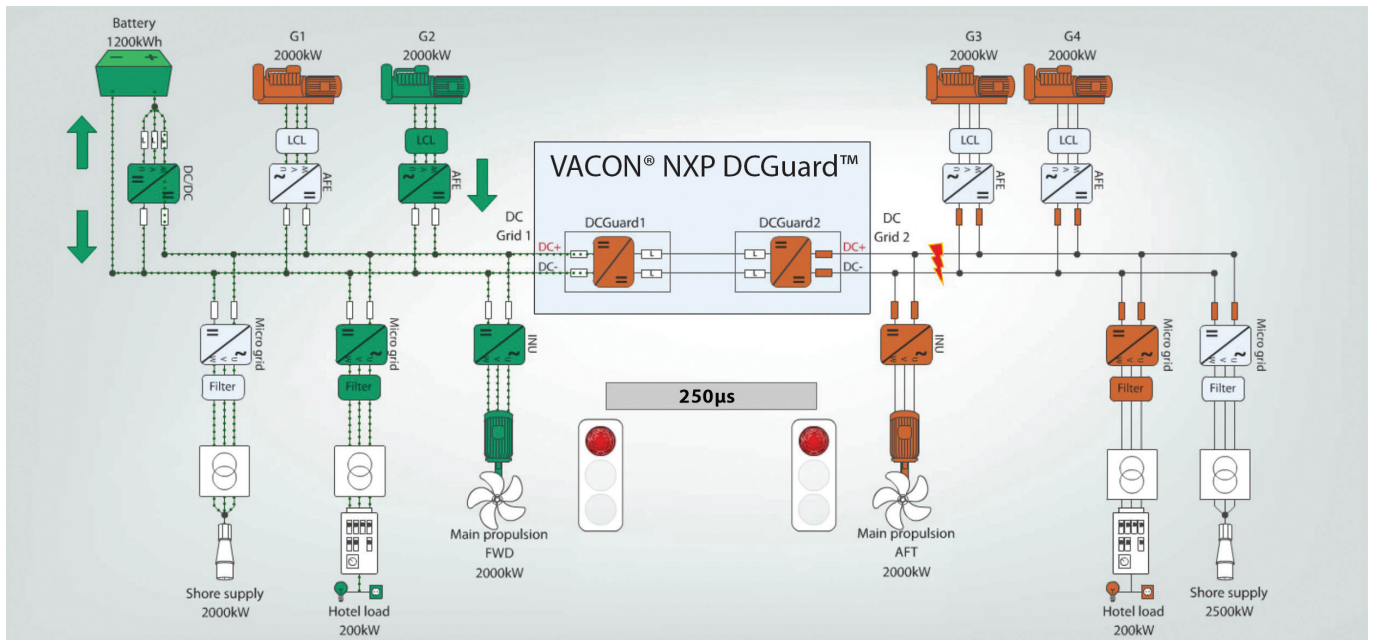 Battery
1200kWh
G1
2000kW
G2
2000kW
G3
2000kW
G4
2000kW
LCL
LCL
LCL
LCL
VACON® NXP DCGuard™
DC/DC
AFE
AFE
AFE
AFE
U
V
W
U
V
W
U
V
W
U
V
W
U
V
W
DC
Grid 1
DCGuard1
DCGuard2
DC
Grid 2
DC+
DC-
L
L
L
L
DC+
DC-
L
L
L
Micro grid
Micro grid
INU
INU
Micro grid
Micro grid
W
V
U
W
V
U
W
V
U
W
V
U
W
V
U
W
V
U
Filter
Filter
Filter
Filter
250µs
Main propulsion
FWD
2000kW
Main propulsion
AFT
2000kW
Shore supply
2000kW
Hotel load
200kW
Hotel load
200kW
Shore supply
2500kW